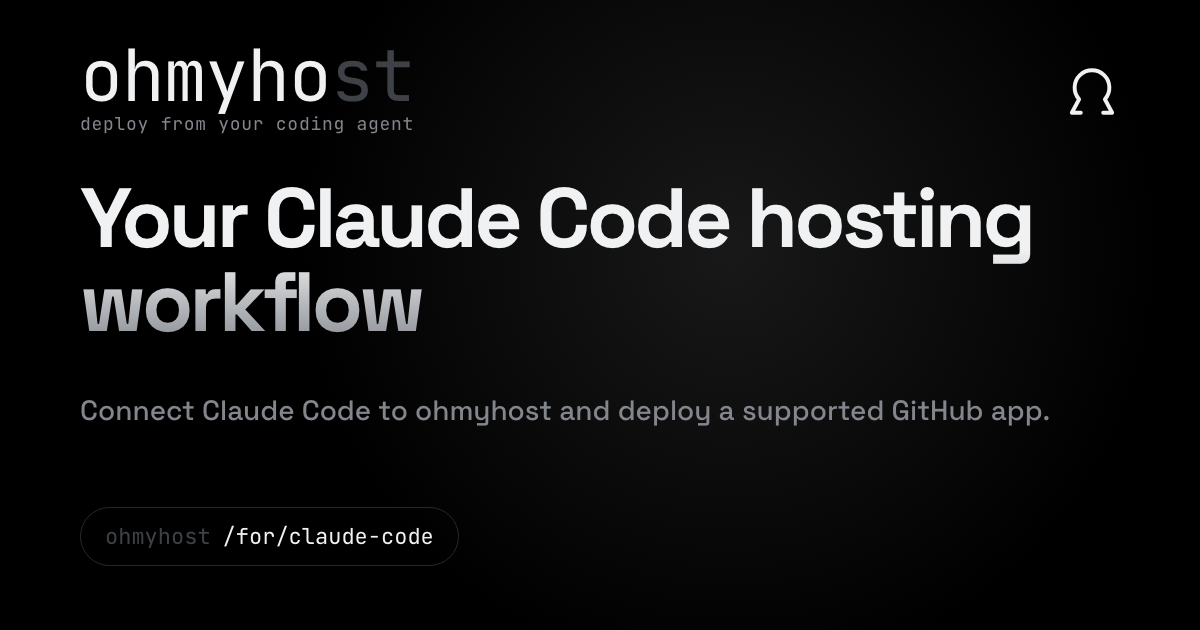 ohmyhost
deploy from your coding agent
Your Claude Code hosting
workflow
Connect Claude Code to ohmyhost and deploy a supported GitHub app.
ohmyhost /for/claude-code